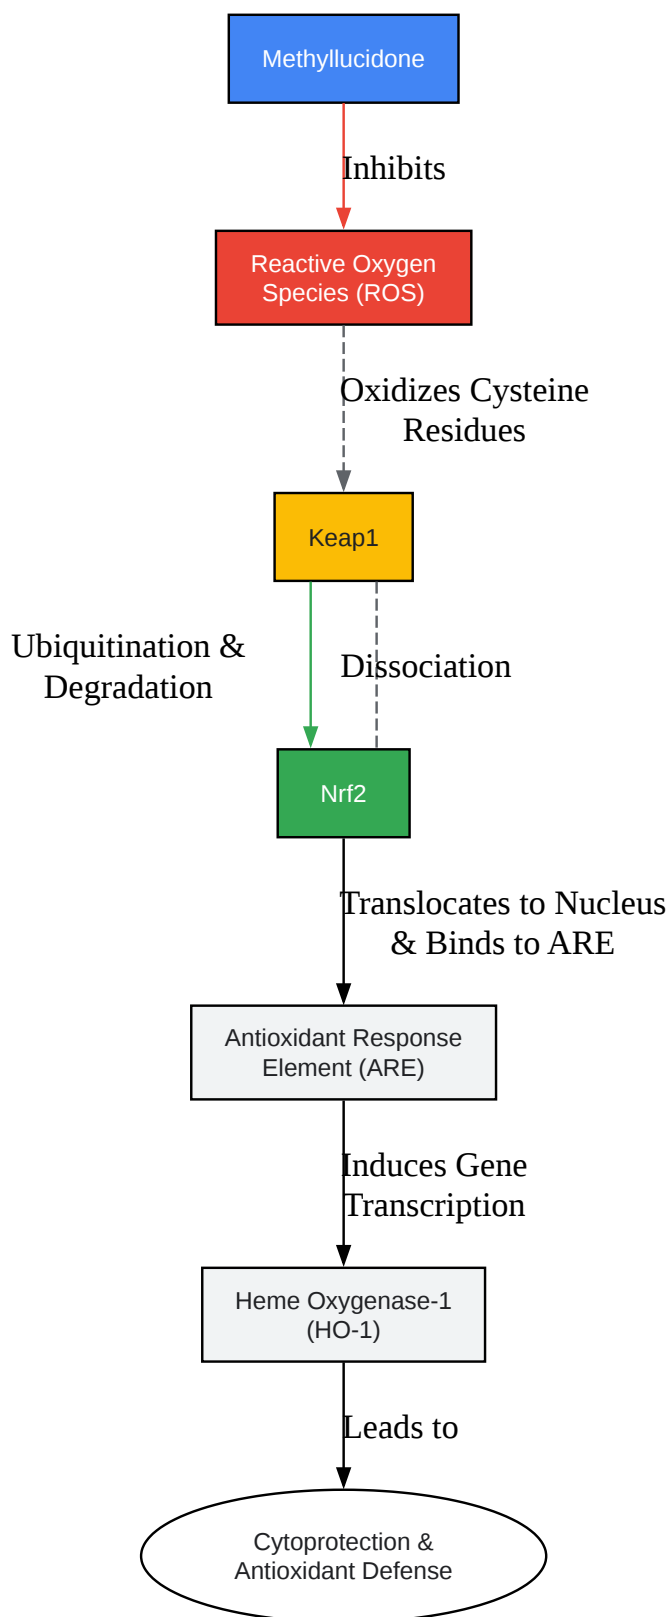 Methyllucidone
Inhibits
Reactive Oxygen
Species (ROS)
Oxidizes Cysteine
Residues
Keap1
Ubiquitination &
Degradation
Dissociation
Nrf2
Translocates to Nucleus
& Binds to ARE
Antioxidant Response
Element (ARE)
Induces Gene
Transcription
Heme Oxygenase-1
(HO-1)
Leads to
Cytoprotection &
Antioxidant Defense